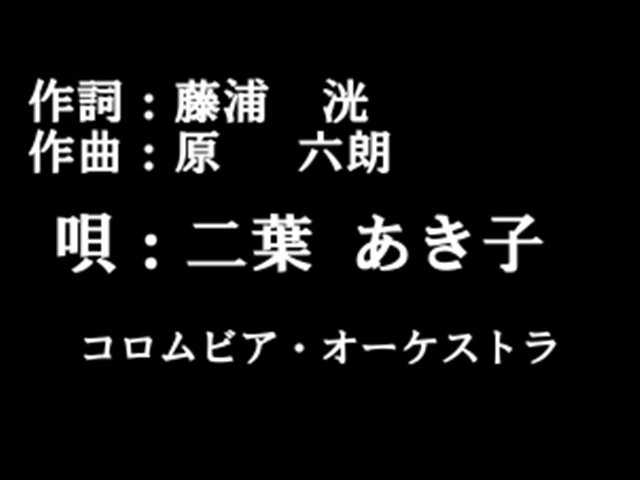 作詞：藤浦　洸
作曲：原　六朗
唄：二葉 あき子
コロムビア・オーケストラ